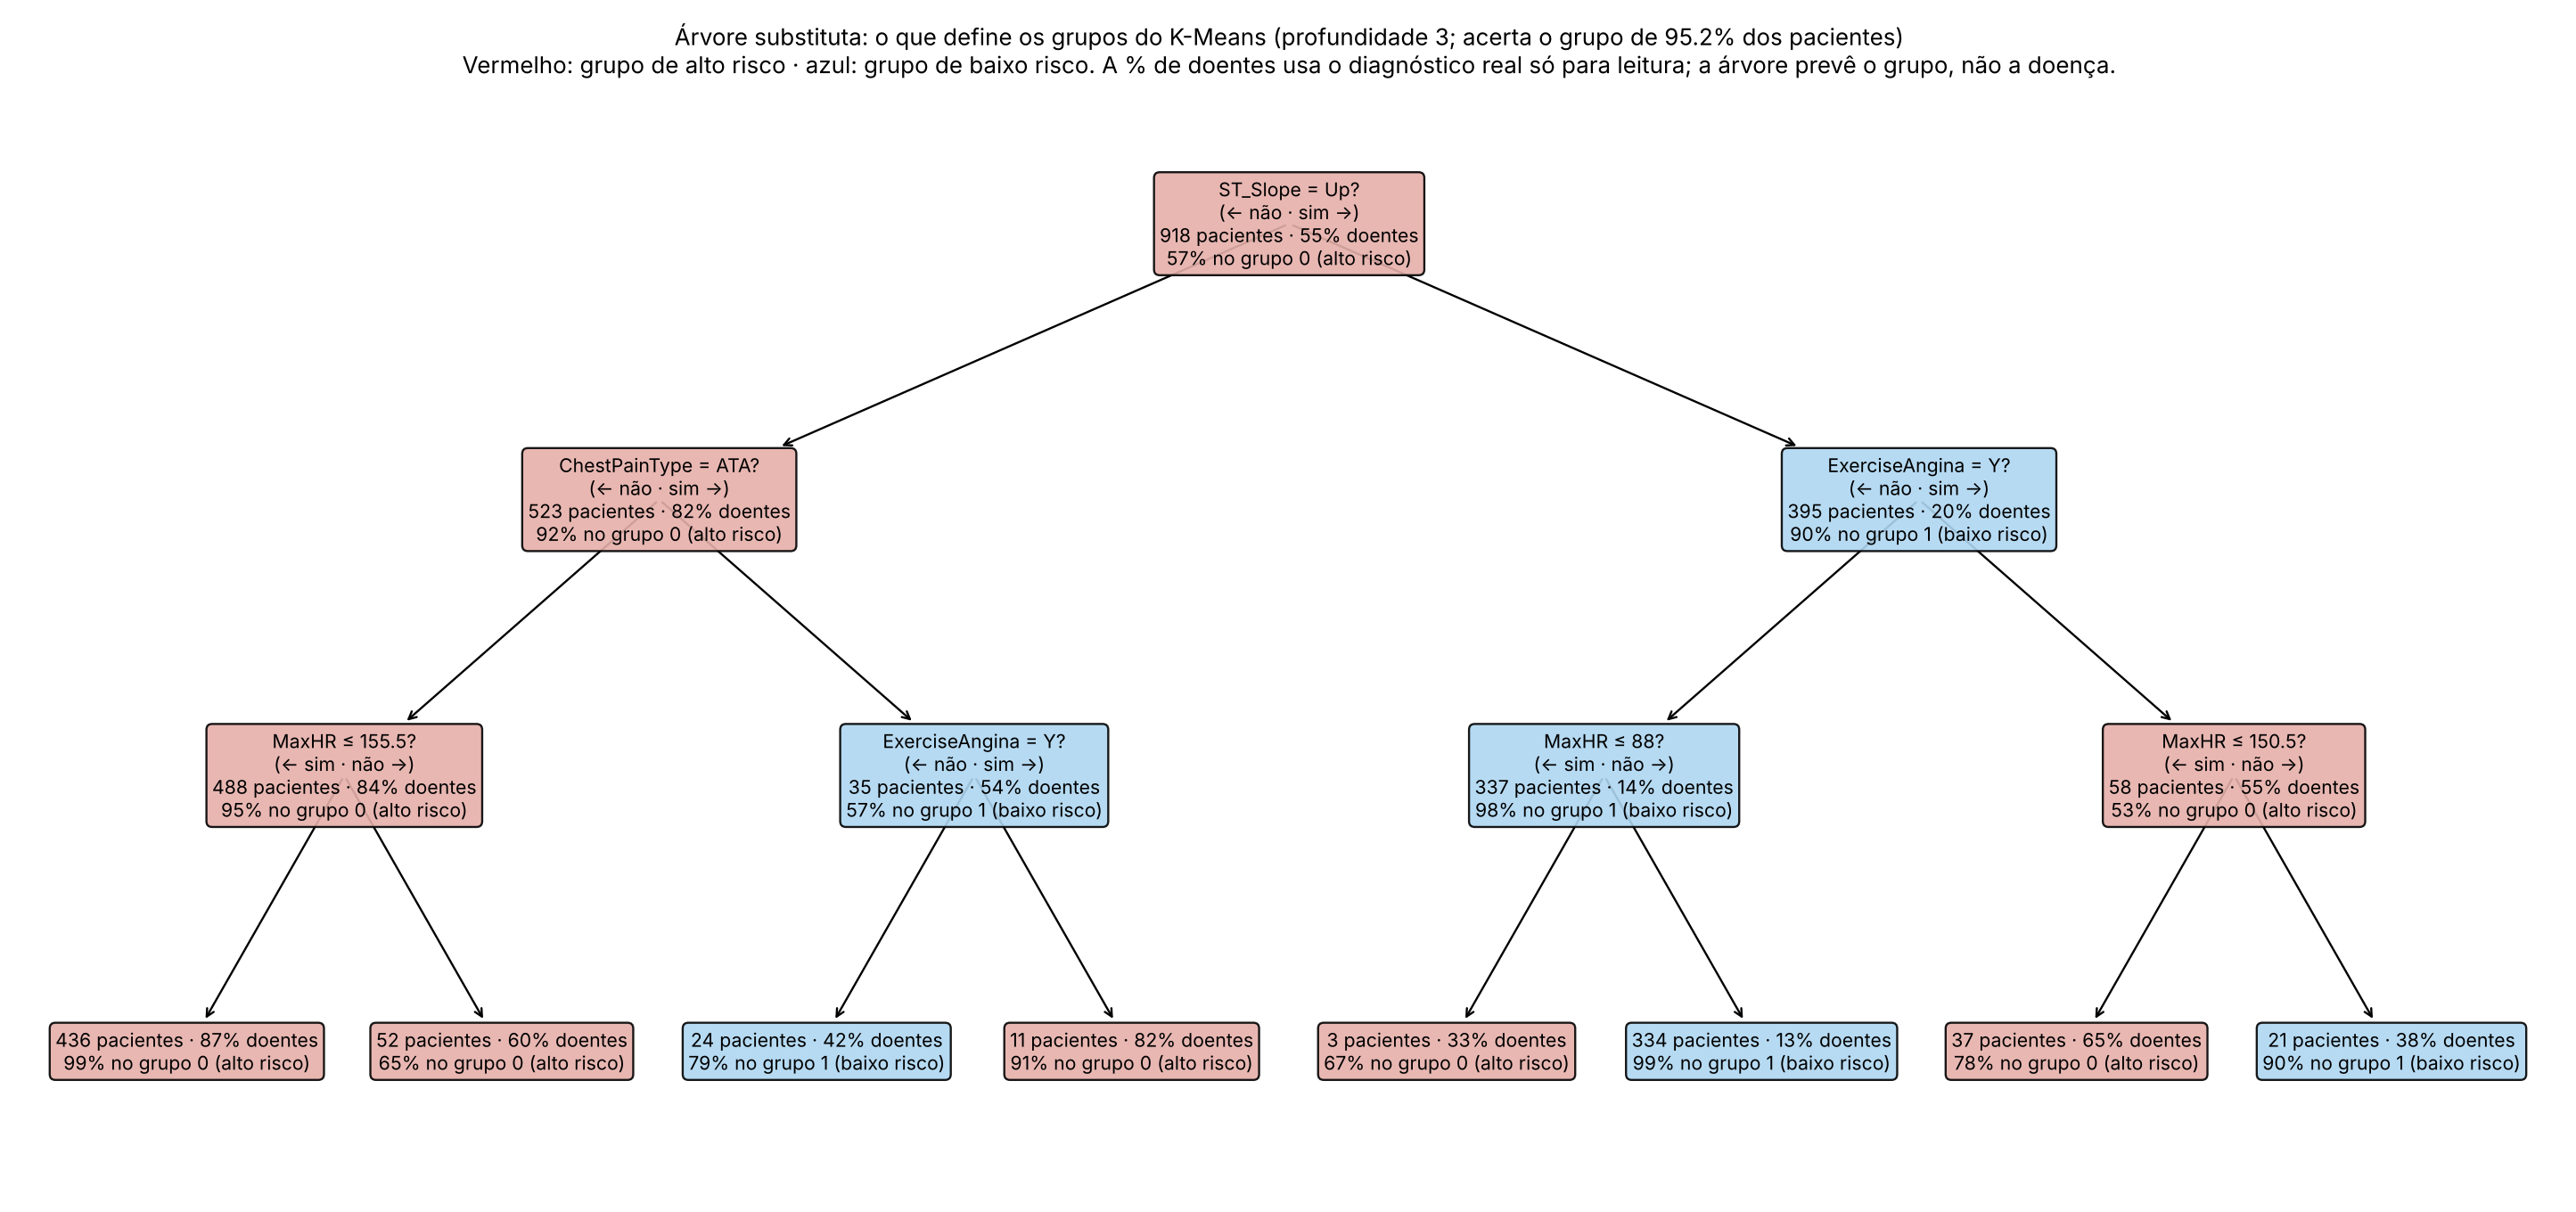 Árvore substituta: o que define os grupos do K-Means (profundidade 3; acerta o grupo de 95.2% dos pacientes)
Vermelho: grupo de alto risco · azul: grupo de baixo risco. A % de doentes usa o diagnóstico real só para leitura; a árvore prevê o grupo, não a doença.
ST_Slope = Up?
(← não · sim →)
918 pacientes · 55% doentes
57% no grupo 0 (alto risco)
ChestPainType = ATA?
(← não · sim →)
523 pacientes · 82% doentes
92% no grupo 0 (alto risco)
ExerciseAngina = Y?
(← não · sim →)
395 pacientes · 20% doentes
90% no grupo 1 (baixo risco)
MaxHR ≤ 155.5?
(← sim · não →)
488 pacientes · 84% doentes
95% no grupo 0 (alto risco)
ExerciseAngina = Y?
(← não · sim →)
35 pacientes · 54% doentes
57% no grupo 1 (baixo risco)
MaxHR ≤ 88?
(← sim · não →)
337 pacientes · 14% doentes
98% no grupo 1 (baixo risco)
MaxHR ≤ 150.5?
(← sim · não →)
58 pacientes · 55% doentes
53% no grupo 0 (alto risco)
436 pacientes · 87% doentes
99% no grupo 0 (alto risco)
52 pacientes · 60% doentes
65% no grupo 0 (alto risco)
24 pacientes · 42% doentes
79% no grupo 1 (baixo risco)
11 pacientes · 82% doentes
91% no grupo 0 (alto risco)
3 pacientes · 33% doentes
67% no grupo 0 (alto risco)
334 pacientes · 13% doentes
99% no grupo 1 (baixo risco)
37 pacientes · 65% doentes
78% no grupo 0 (alto risco)
21 pacientes · 38% doentes
90% no grupo 1 (baixo risco)